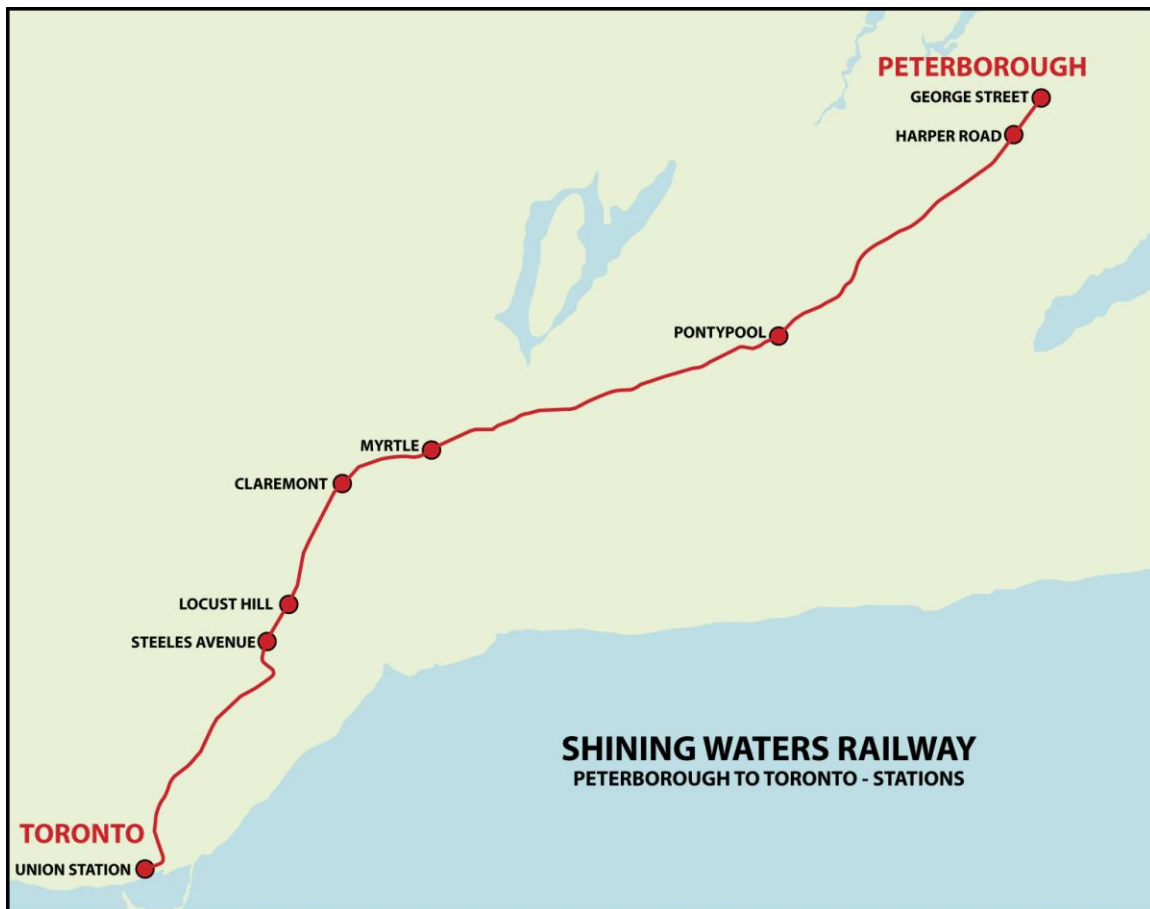 PETERBOROUGH
GEORGE STREET
HARPER ROAD
PONTYPOOL
MYRTLE
CLAREMONT
LOCUST HILL
STEELES AVENUE
SHINING WATERS RAILWAY
PETERBOROUGH TO TORONTO - STATIONS
TORONTO
UNION STATION